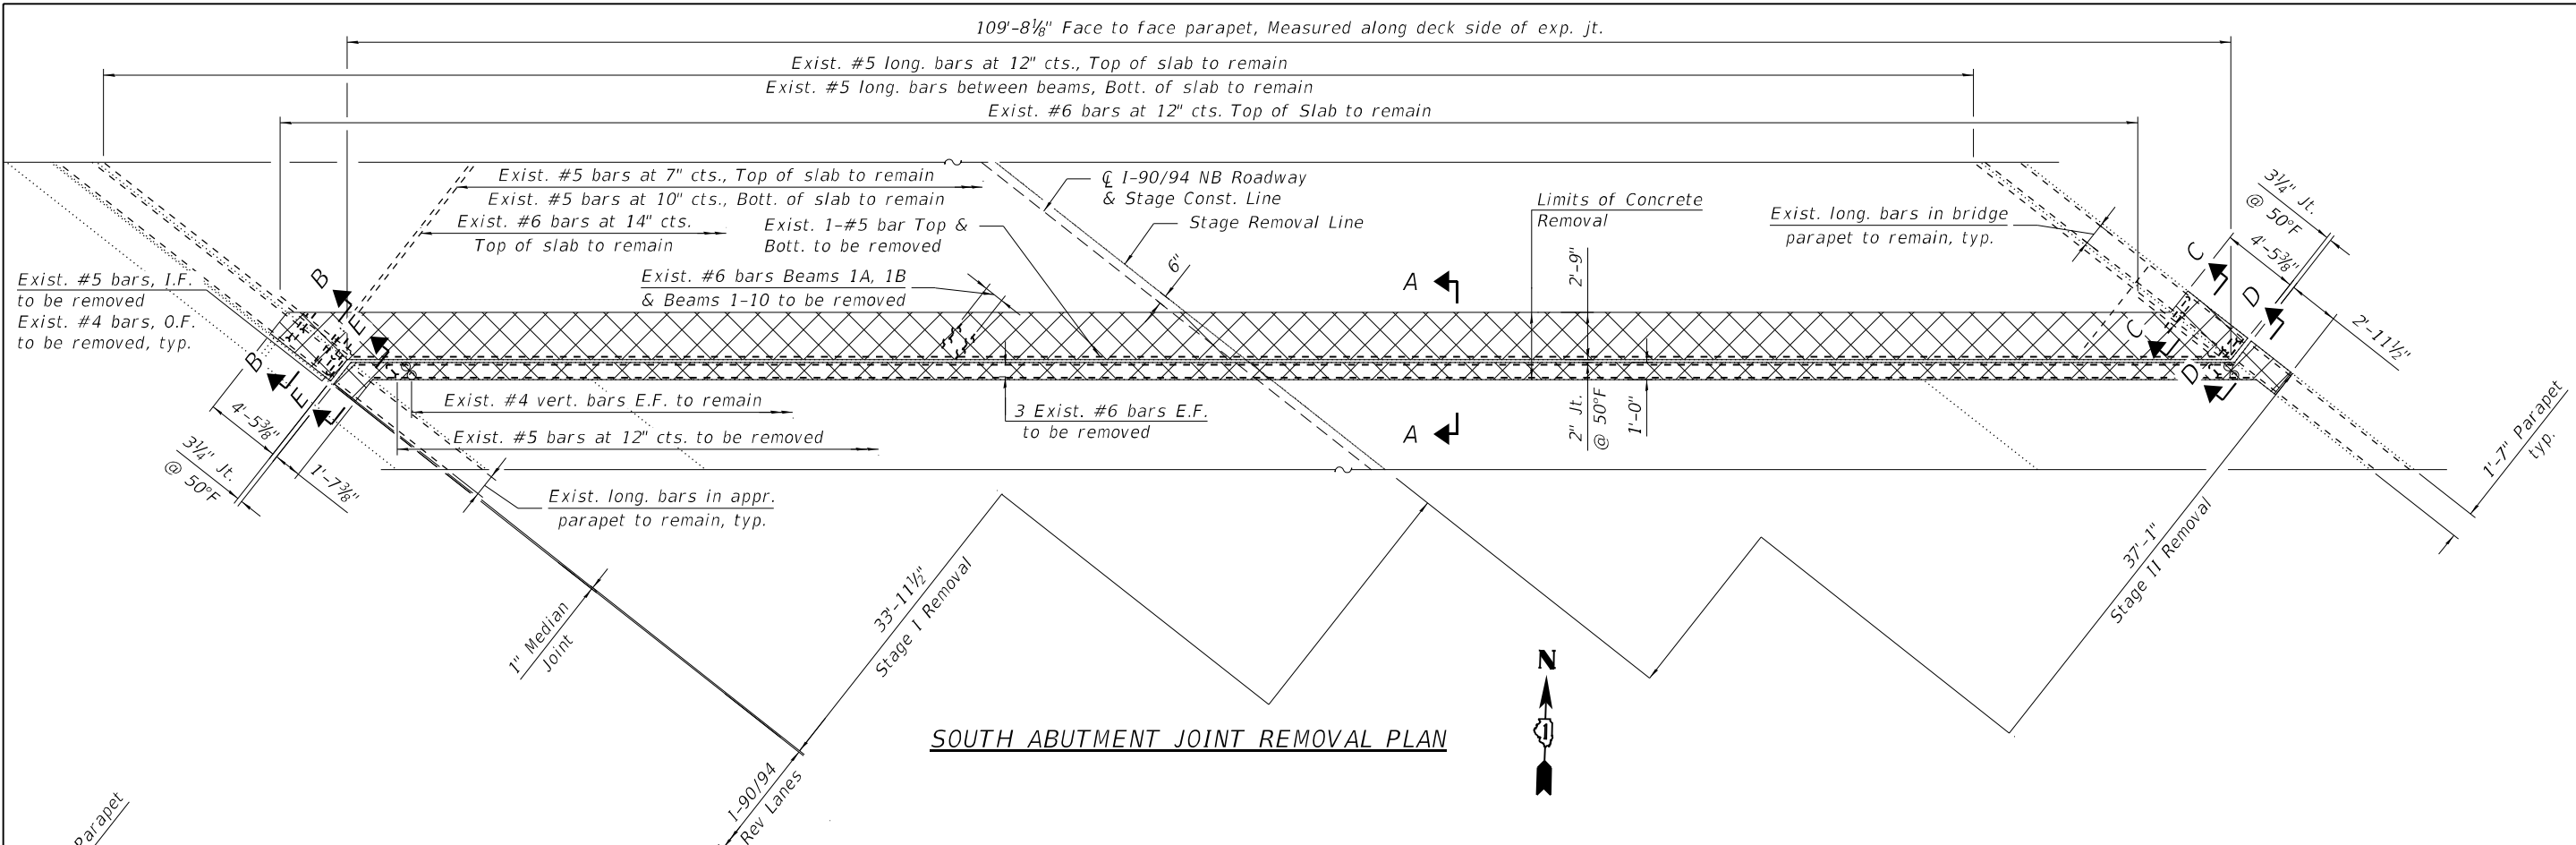 109'-8⅛" Face to face parapet, Measured along deck side of exp. jt.
Exist. #5 long. bars at 12" cts., Top of slab to remain
Exist. #5 long. bars between beams, Bott. of slab to remain
Exist. #6 bars at 12" cts. Top of Slab to remain
Exist. #5 bars at 7" cts., Top of slab to remain
Exist. #5 bars at 10" cts., Bott. of slab to remain
Exist. #6 bars at 14" cts.
Top of slab to remain
Exist. 1-#5 bar Top &
Bott. to be removed
Exist. #6 bars Beams 1A, 1B
& Beams 1-10 to be removed
℄ I-90/94 NB Roadway
& Stage Const. Line
Stage Removal Line
6"
Limits of Concrete
Removal
2'-9"
Exist. long. bars in bridge
parapet to remain, typ.
3¼" Jt.
@ 50°F
4'-5⅜"
2'-11½"
Exist. #5 bars, I.F.
to be removed
Exist. #4 bars, O.F.
to be removed, typ.
B
E
B
E
A
A
C
C
D
D
4'-5⅜"
3¼" Jt.
@ 50°F
1'-7⅜"
Exist. #4 vert. bars E.F. to remain
Exist. #5 bars at 12" cts. to be removed
3 Exist. #6 bars E.F.
to be removed
2" Jt.
@ 50°F
1'-0"
1'-7" Parapet
typ.
Exist. long. bars in appr.
parapet to remain, typ.
1" Median
Joint
33'-11½"
Stage I Removal
37'-1"
Stage II Removal
N
1
SOUTH ABUTMENT JOINT REMOVAL PLAN
I-90/94
Rev Lanes
Parapet